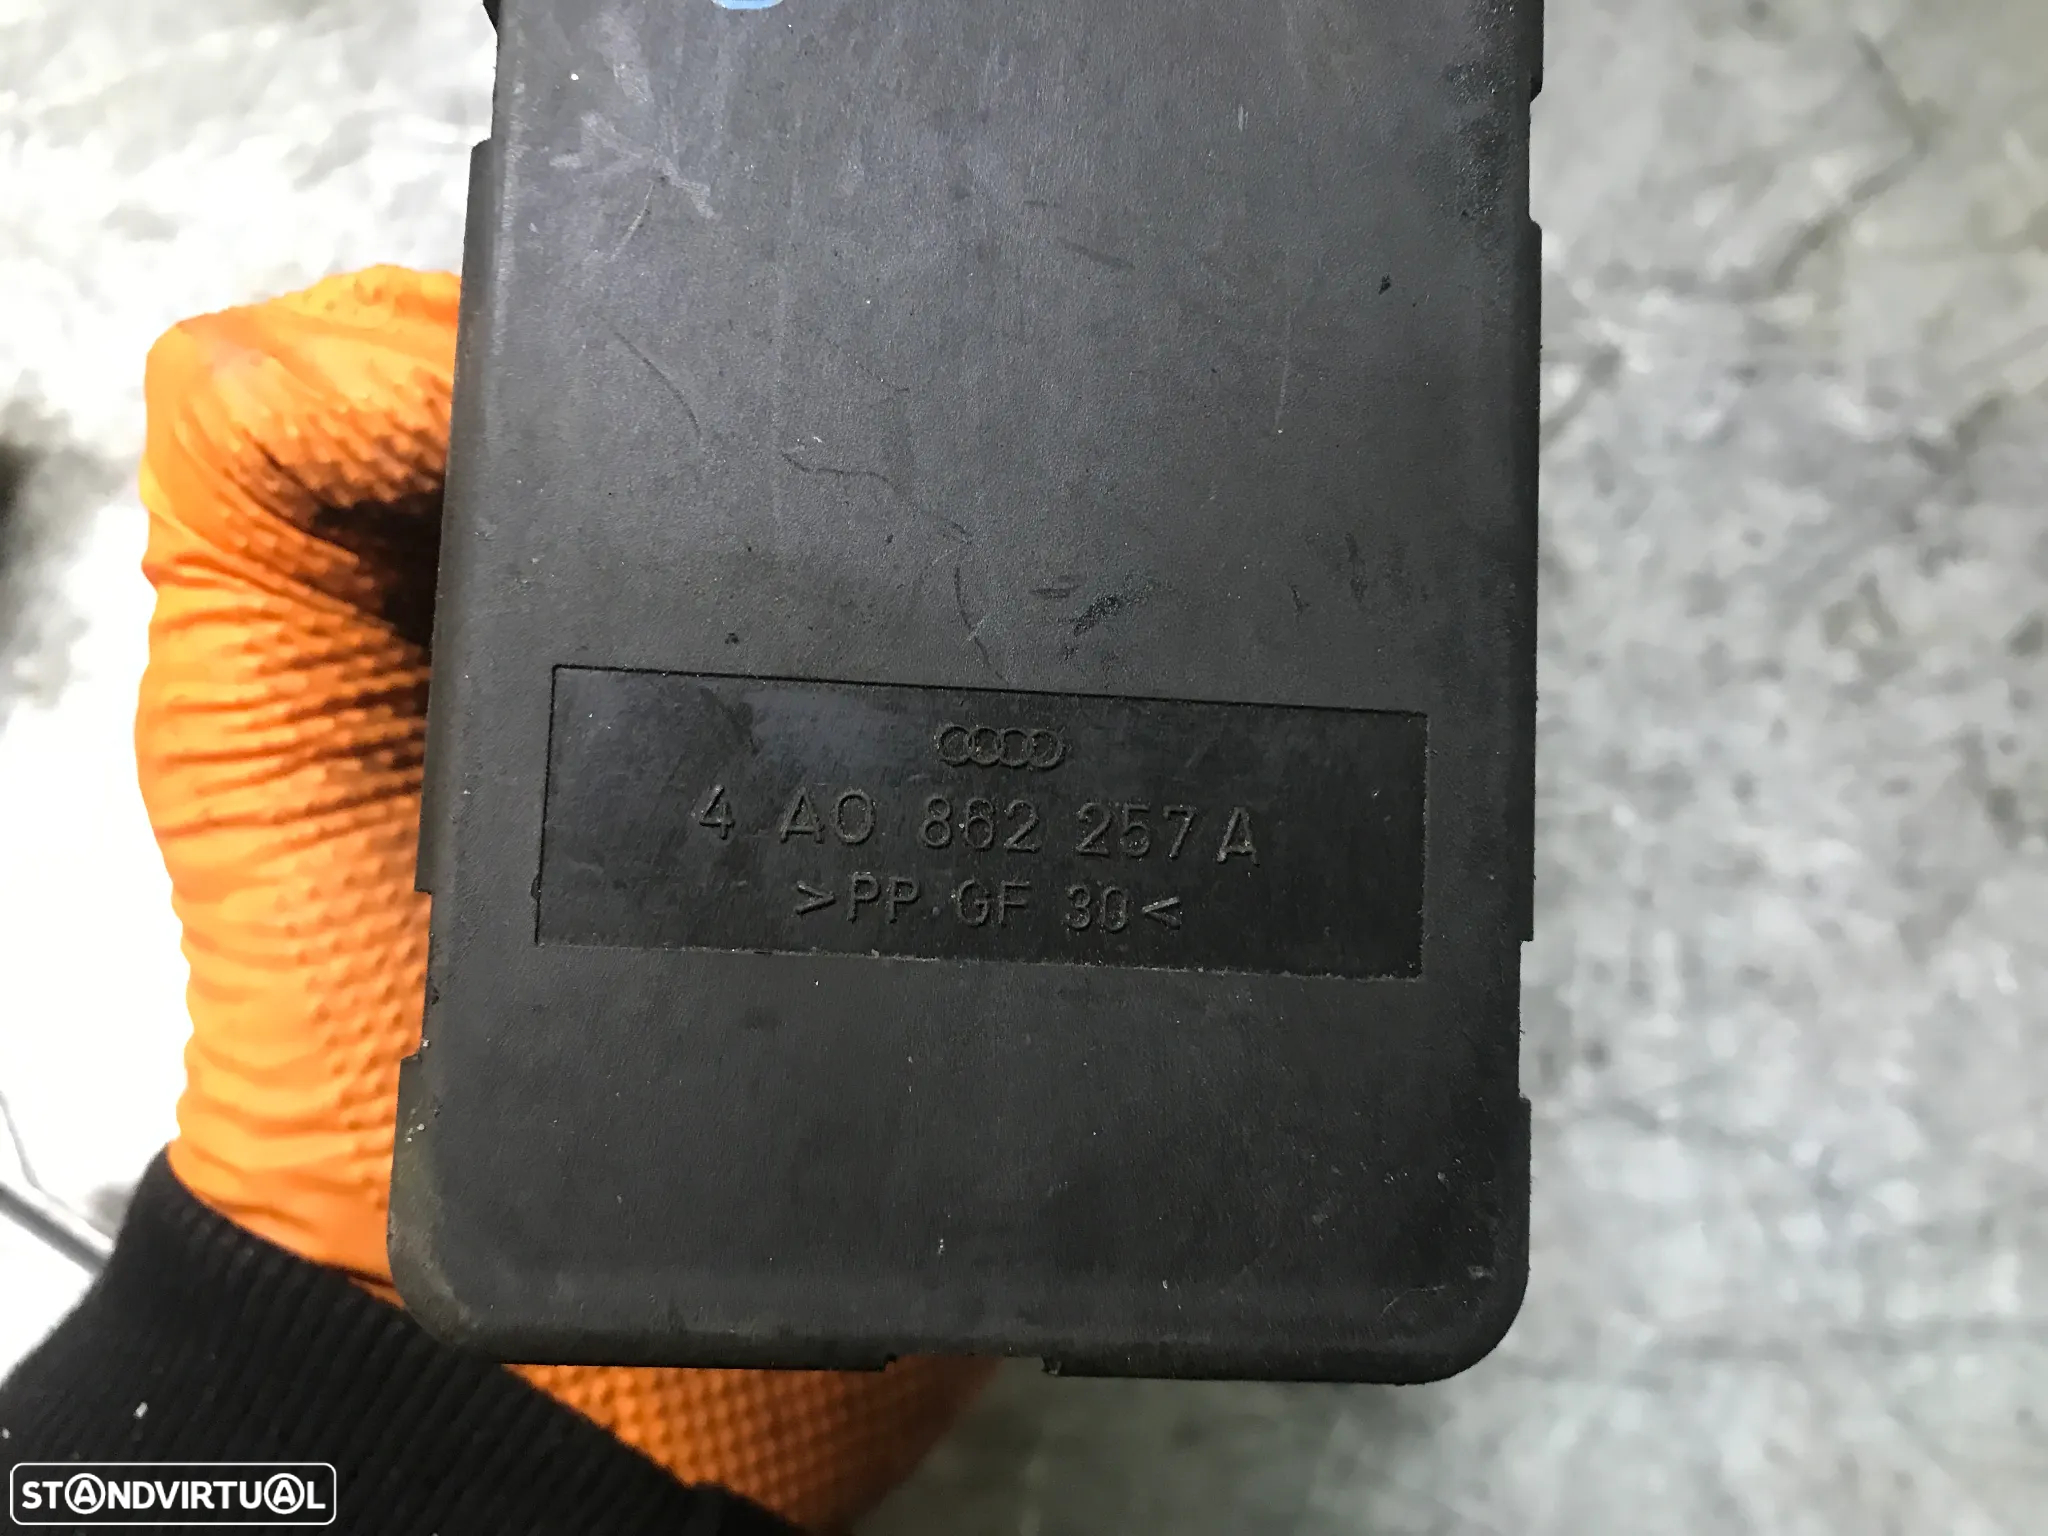 4 A0 862 257 A
>PP GF 30<
STANDVIRTUAL